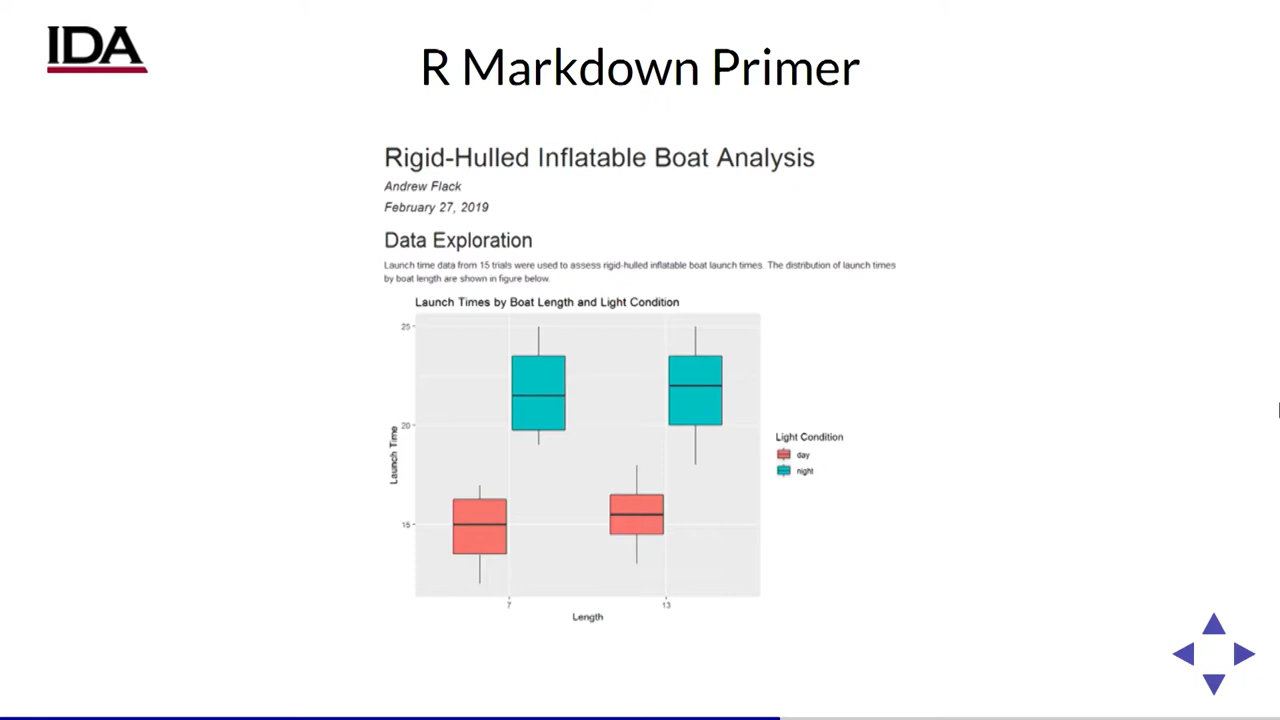 IDA
R Markdown Primer
Rigid-Hulled Inflatable Boat Analysis
Andrew Flack
February 27, 2019
Data Exploration
Launch time data from 15 trials were used to assess rigid-hulled inflatable boat launch times. The distribution of launch times
by boat length are shown in figure below.
Launch Times by Boat Length and Light Condition
25
20
15
Launch Time
7
13
Length
Light Condition
day
night